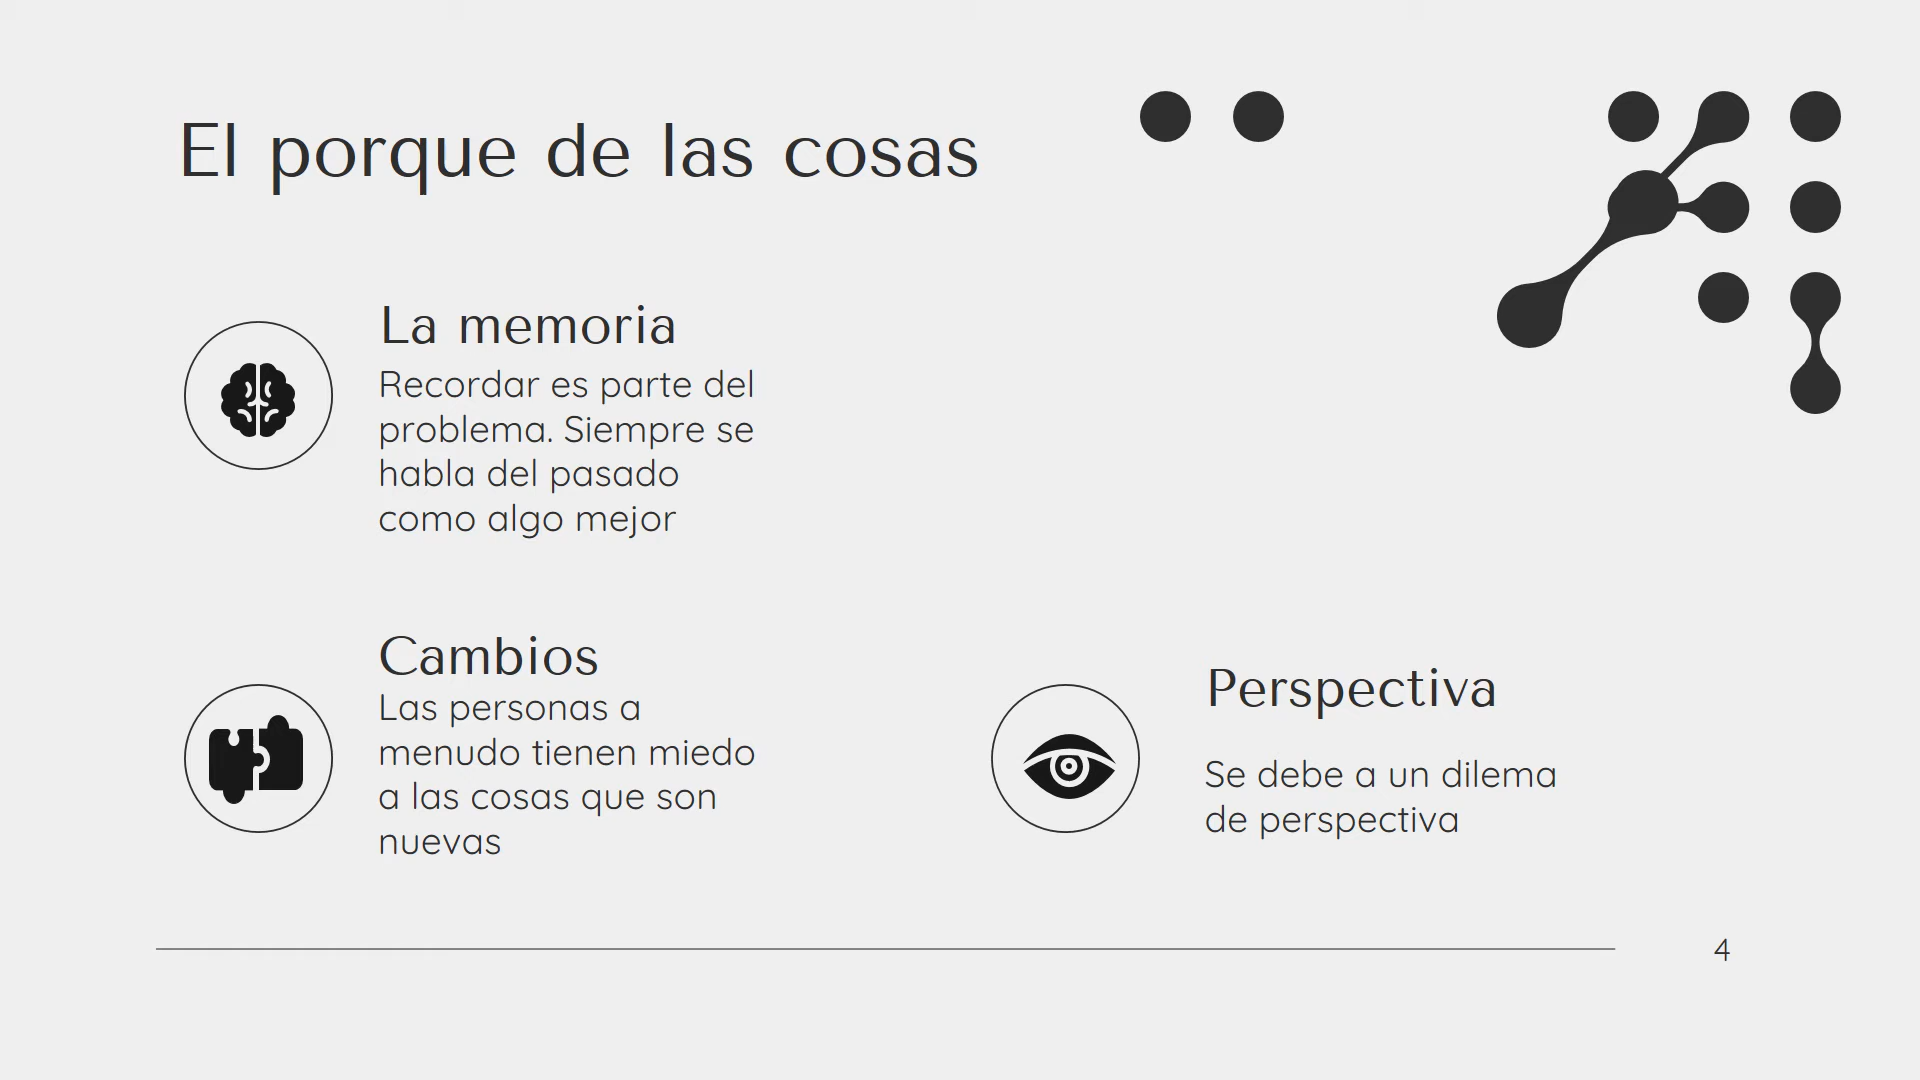 El porque de las cosas
La memoria
Recordar es parte del
problema. Siempre se
habla del pasado
como algo mejor
Cambios
Las personas a
menudo tienen miedo
a las cosas que son
nuevas
Perspectiva
Se debe a un dilema
de perspectiva
4